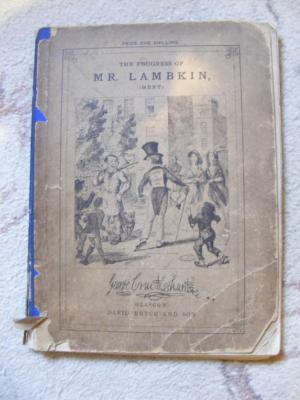 PRICE ONE SHILLING
THE PROGRESS OF
MR. LAMBKIN,
(GENT)
George Cruikshank
GLASGOW
DAVID BRYCE AND SON